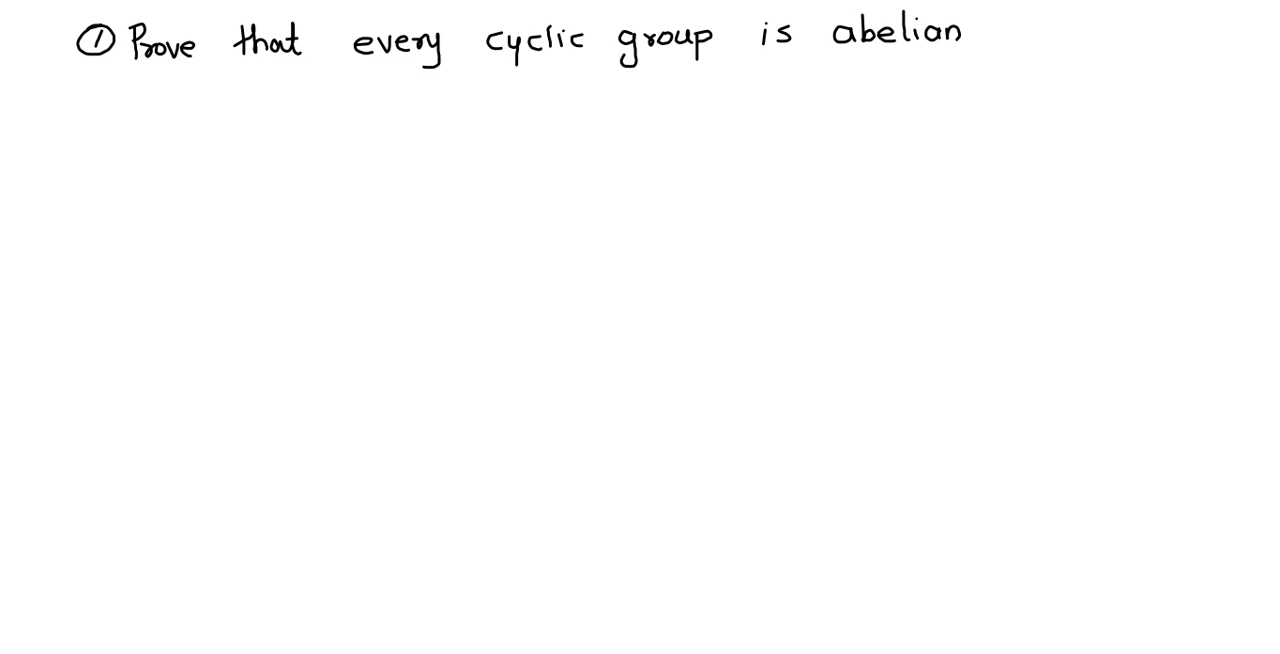 ① Prove that every cyclic group is abelian